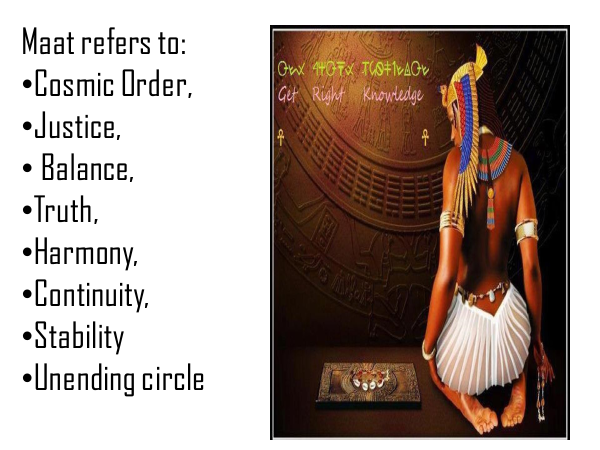 Maat refers to:
•Cosmic Order,
•Justice,
• Balance,
•Truth,
•Harmony,
•Continuity,
•Stability
•Unending circle
Get Right Knowledge